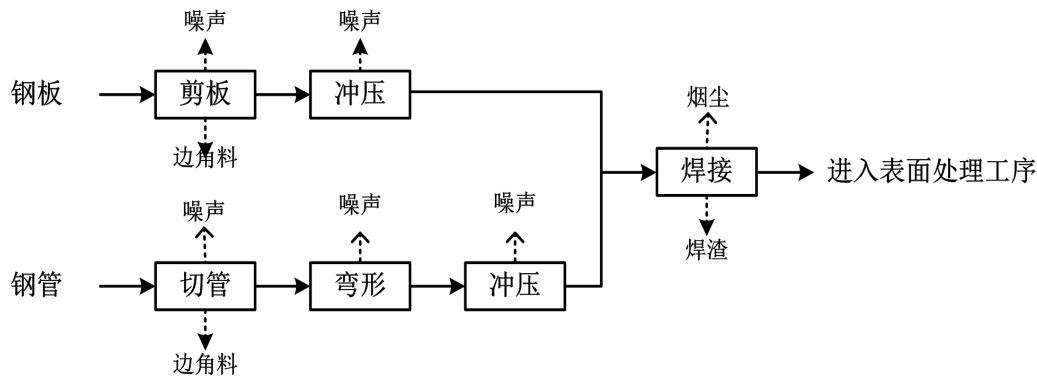 噪声
噪声
钢板
剪板
冲压
烟尘
边角料
焊接
进入表面处理工序
噪声
噪声
噪声
焊渣
钢管
切管
弯形
冲压
边角料